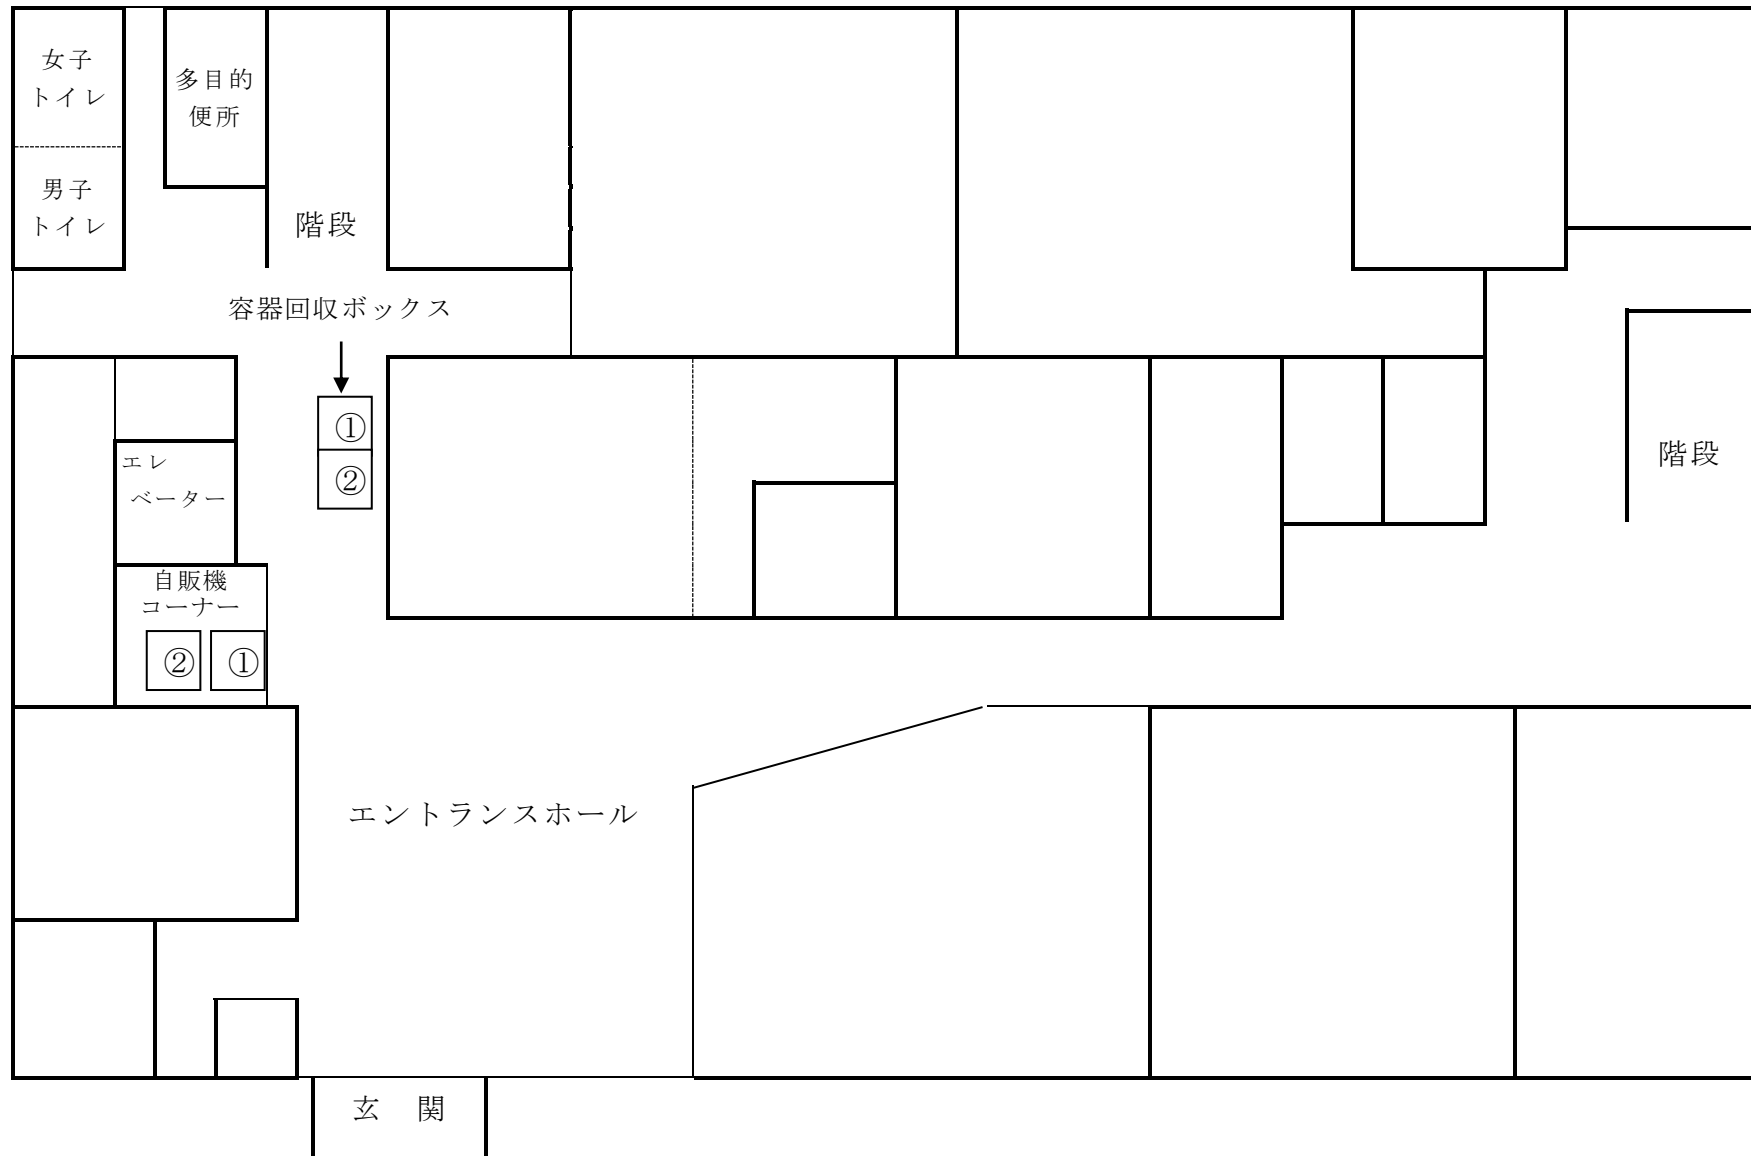 女子
トイレ
多目的
便所
男子
トイレ
階段
容器回収ボックス
①
②
階段
エレ
ベーター
自販機
コーナー
② ①
エントランスホール
玄　関